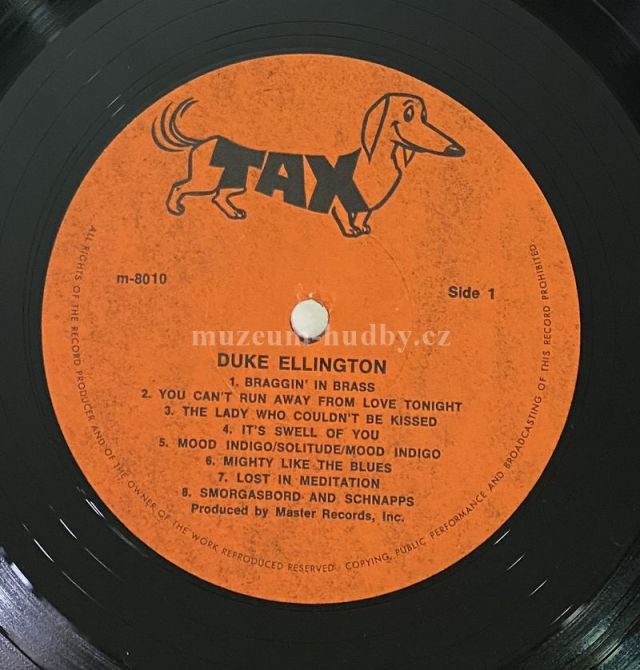 TAX
m-8010
Side 1
muzeum-hudby.cz
DUKE ELLINGTON
1. BRAGGIN' IN BRASS
2. YOU CAN'T RUN AWAY FROM LOVE TONIGHT
3. THE LADY WHO COULDN'T BE KISSED
4. IT'S SWELL OF YOU
5. MOOD INDIGO/SOLITUDE/MOOD INDIGO
6. MIGHTY LIKE THE BLUES
7. LOST IN MEDITATION
8. SMORGASBORD AND SCHNAPPS
Produced by Master Records, Inc.
ALL RIGHTS OF THE RECORD PRODUCER AND OF THE OWNER OF THE WORK REPRODUCED RESERVED. COPYING, PUBLIC PERFORMANCE AND BROADCASTING OF THIS RECORD PROHIBITED